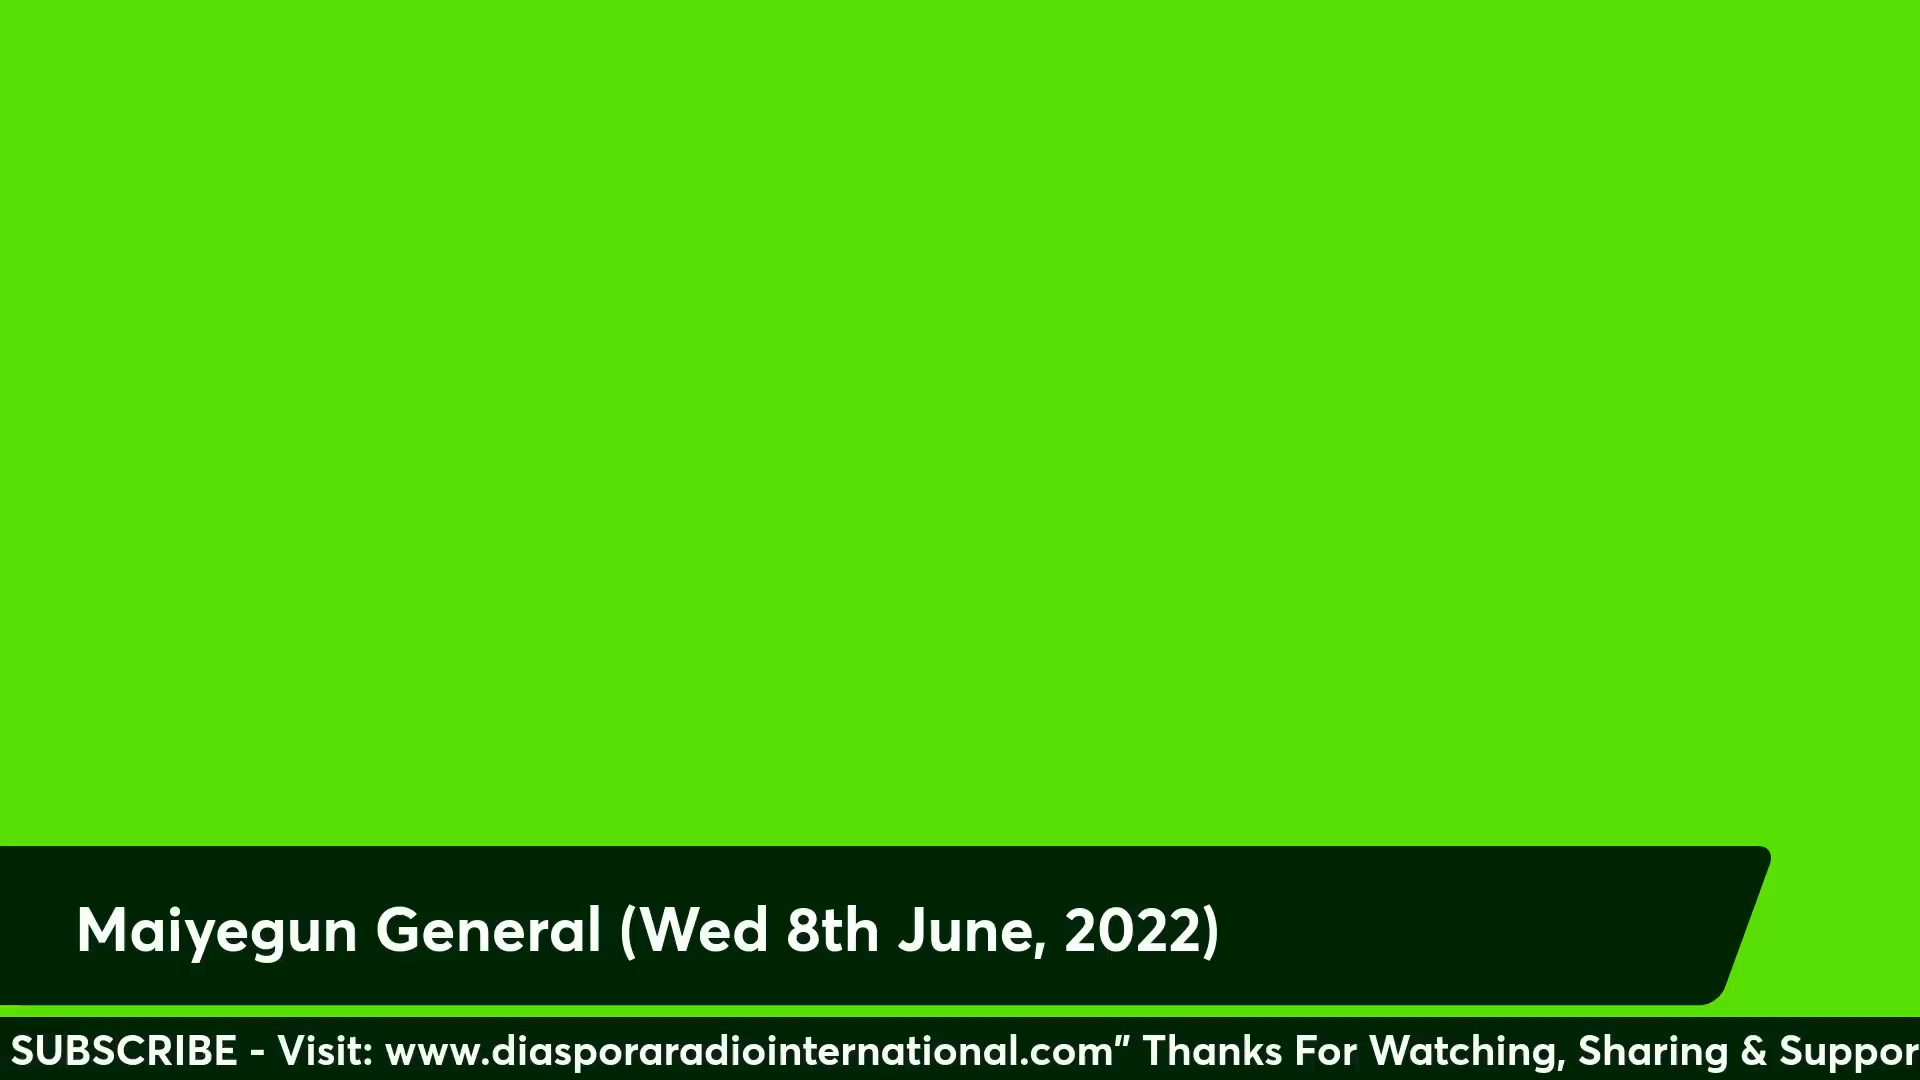 Maiyegun General (Wed 8th June, 2022)
SUBSCRIBE - Visit: www.diasporaradiointernational.com” Thanks For Watching, Sharing & Suppor